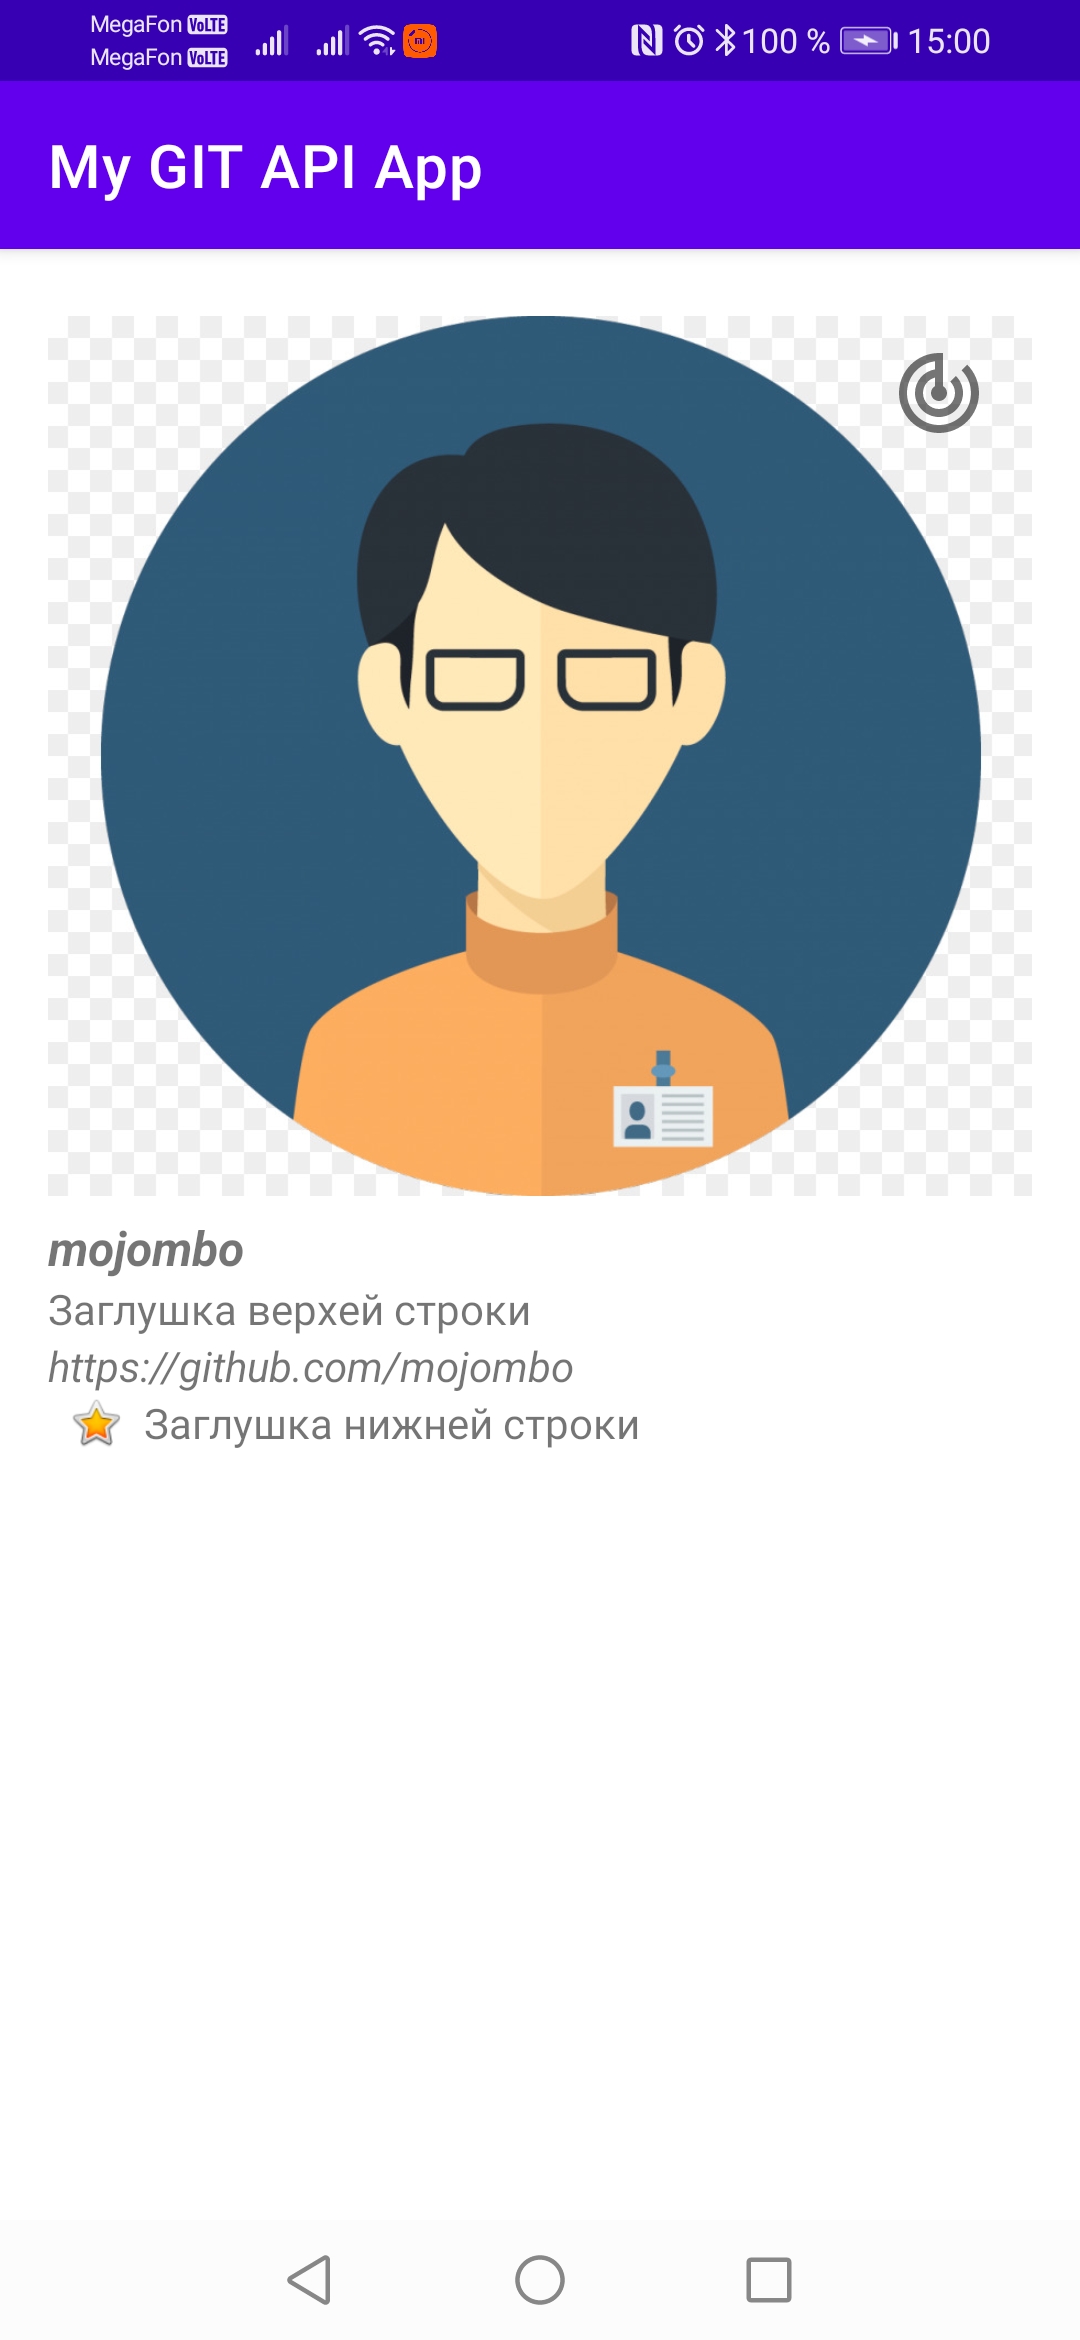 MegaFon VoLTE
MegaFon VoLTE
100 % 15:00
My GIT API App
mojombo
Заглушка верхей строки
https://github.com/mojombo
Заглушка нижней строки